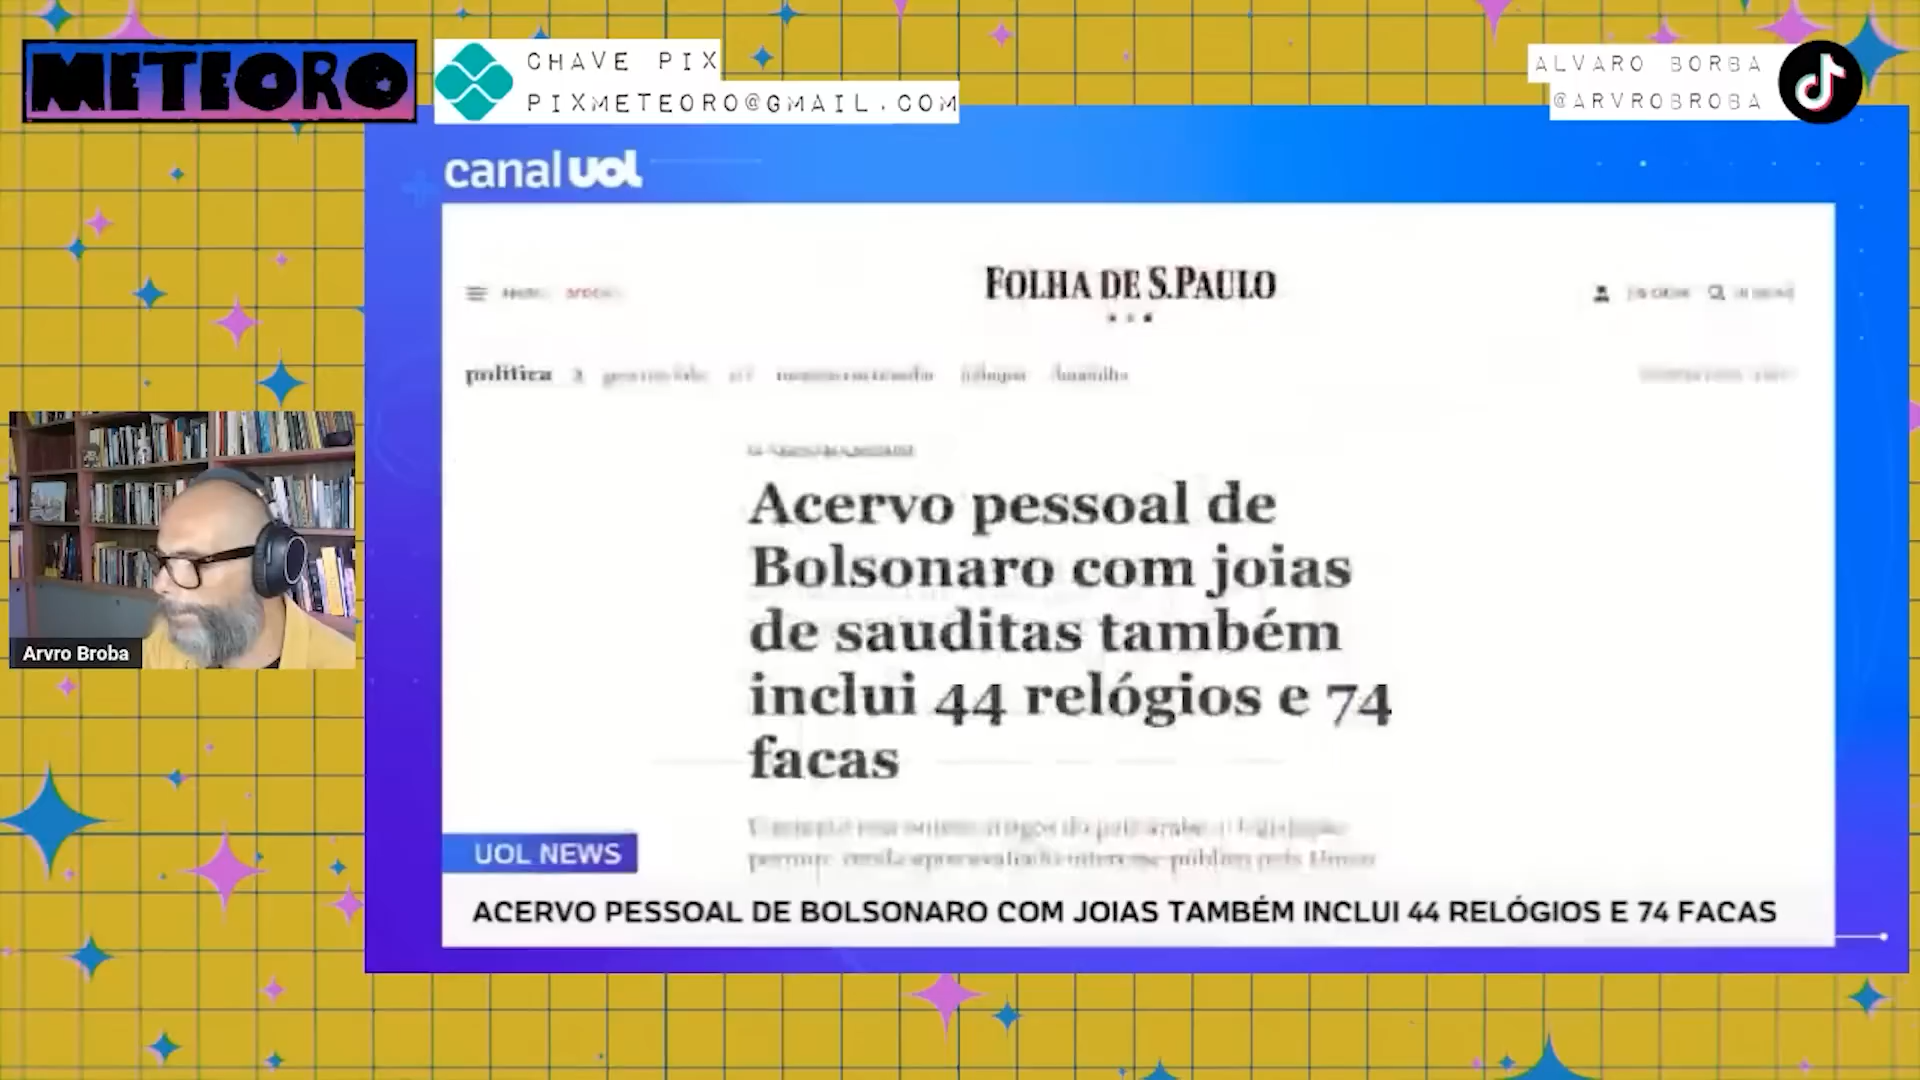 METEORO
CHAVE PIX
PIXMETEORO@GMAIL.COM
ALVARO BORBA
@ARVROBROBA
canal UOL
FOLHA DE S.PAULO
política
Acervo pessoal de
Bolsonaro com joias
de sauditas também
inclui 44 relógios e 74
facas
Arvro Broba
UOL NEWS
ACERVO PESSOAL DE BOLSONARO COM JOIAS TAMBÉM INCLUI 44 RELÓGIOS E 74 FACAS